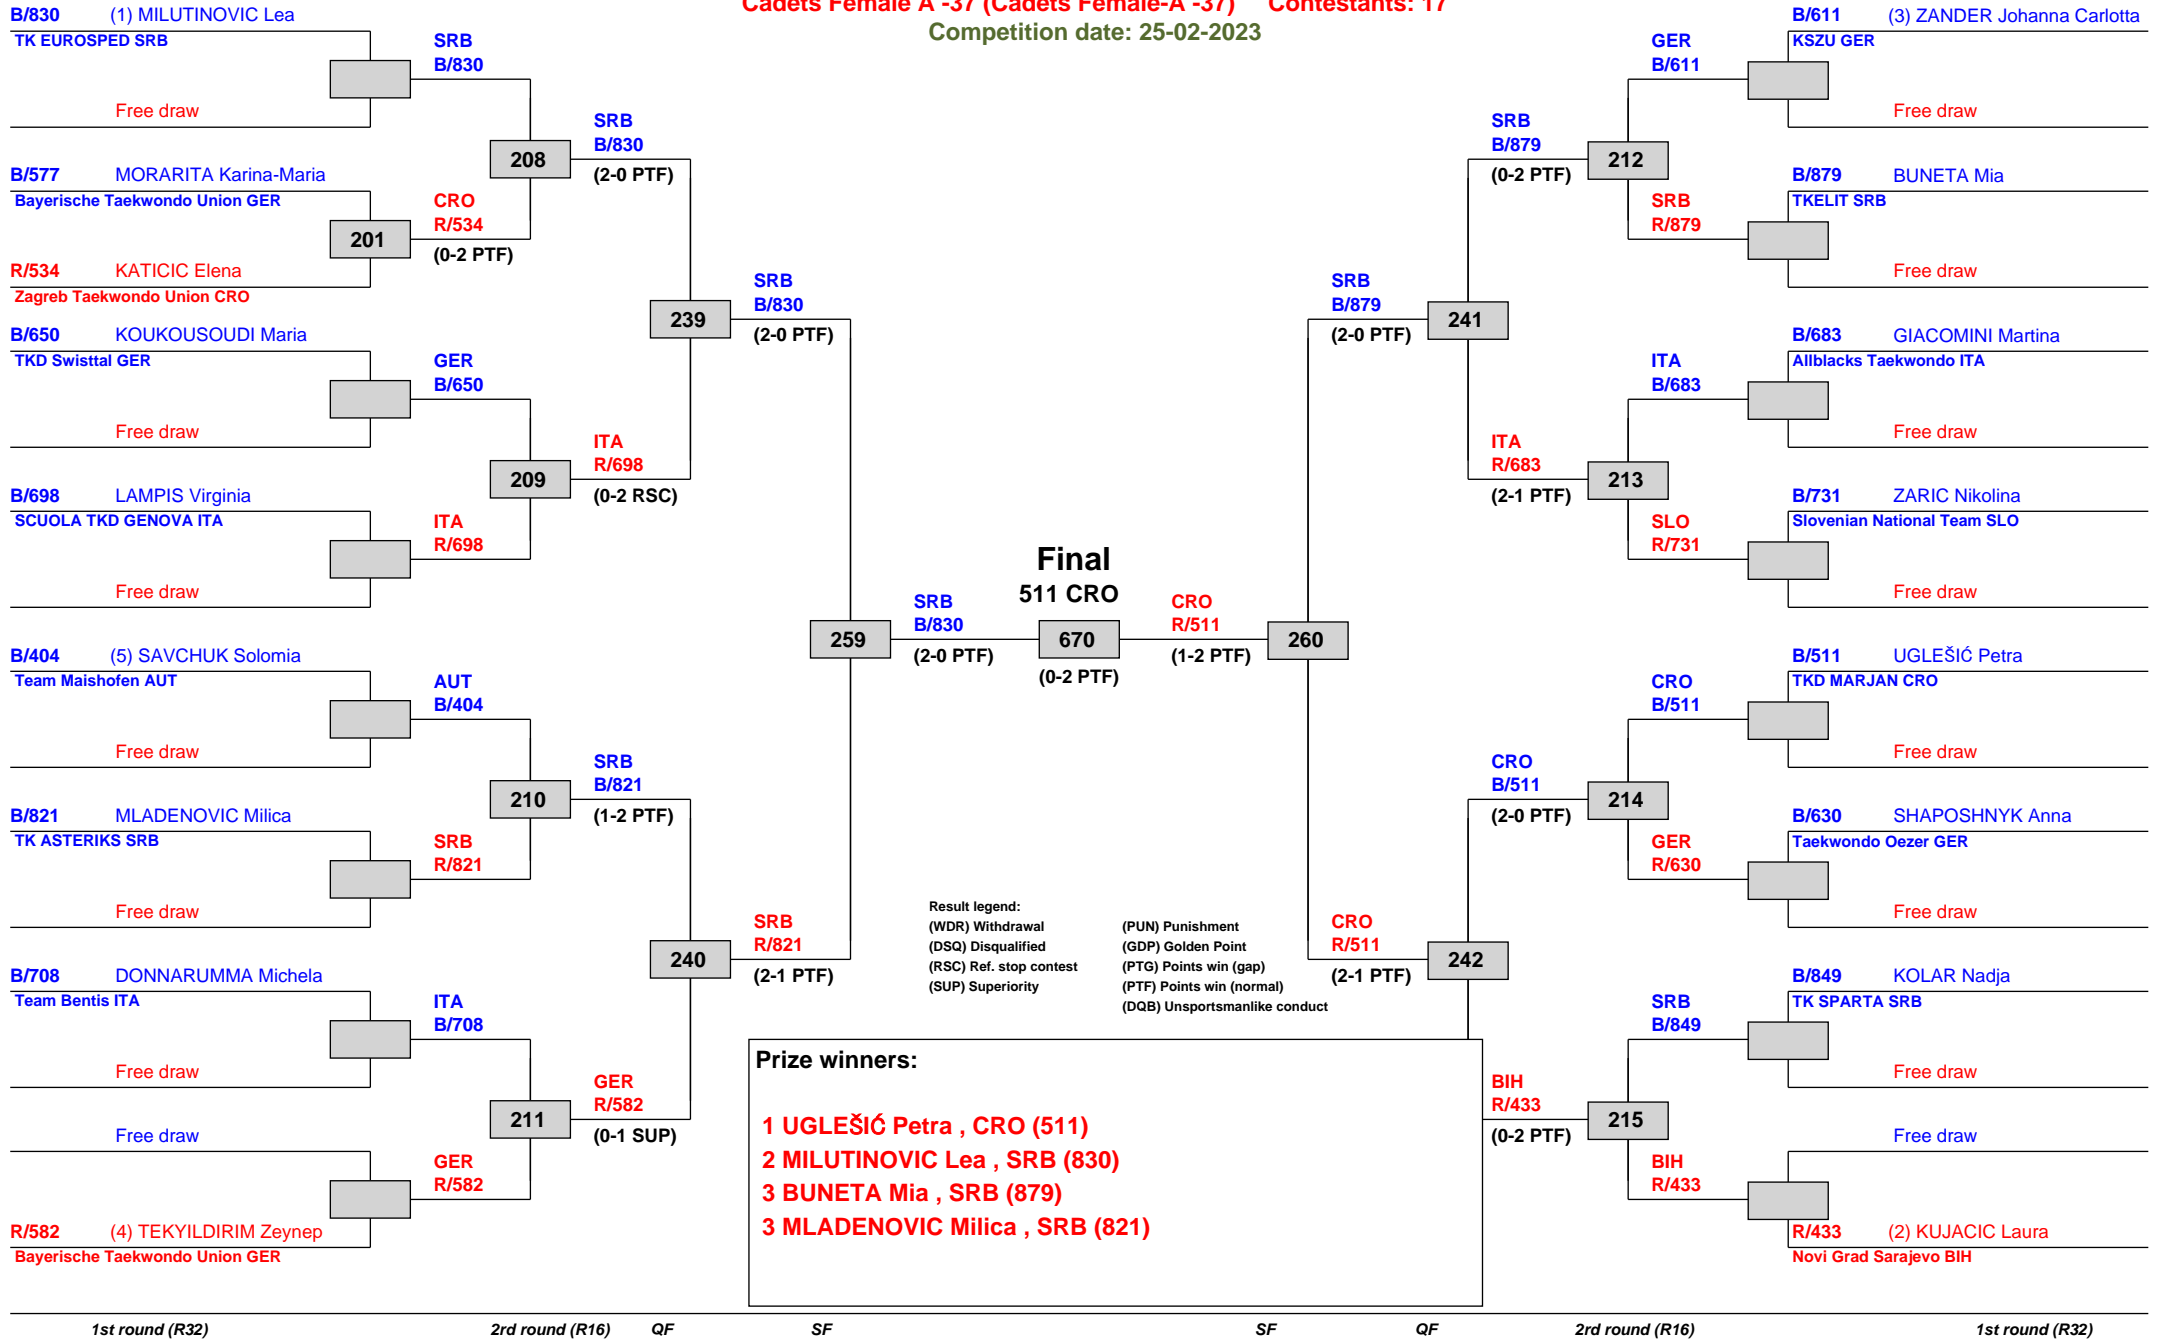 Cadets Female A -37 (Cadets Female-A -37) Contestants: 17
Competition date: 25-02-2023
B/830 (1) MILUTINOVIC Lea
TK EUROSPED SRB
Free draw
B/577 MORARITA Karina-Maria
Bayerische Taekwondo Union GER
R/534 KATICIC Elena
Zagreb Taekwondo Union CRO
B/650 KOUKOUSOUDI Maria
TKD Swisttal GER
Free draw
B/698 LAMPIS Virginia
SCUOLA TKD GENOVA ITA
Free draw
B/404 (5) SAVCHUK Solomia
Team Maishofen AUT
Free draw
B/821 MLADENOVIC Milica
TK ASTERIKS SRB
Free draw
B/708 DONNARUMMA Michela
Team Bentis ITA
Free draw
Free draw
R/582 (4) TEKYILDIRIM Zeynep
Bayerische Taekwondo Union GER
201
SRB
B/830
CRO
R/534
(0-2 PTF)
GER
B/650
ITA
R/698
AUT
B/404
SRB
R/821
ITA
B/708
GER
R/582
208
209
210
211
SRB
B/830
(2-0 PTF)
ITA
R/698
(0-2 RSC)
SRB
B/821
(1-2 PTF)
GER
R/582
(0-1 SUP)
239
240
SRB
B/830
(2-0 PTF)
SRB
R/821
(2-1 PTF)
259
SRB
B/830
(2-0 PTF)
Final
511 CRO
670
(0-2 PTF)
CRO
R/511
(1-2 PTF)
260
SRB
B/879
(2-0 PTF)
CRO
R/511
(2-1 PTF)
241
242
SRB
B/879
(0-2 PTF)
ITA
R/683
(2-1 PTF)
CRO
B/511
(2-0 PTF)
BIH
R/433
(0-2 PTF)
212
213
214
215
GER
B/611
SRB
R/879
ITA
B/683
SLO
R/731
CRO
B/511
GER
R/630
SRB
B/849
BIH
R/433
B/611 (3) ZANDER Johanna Carlotta
KSZU GER
Free draw
B/879 BUNETA Mia
TKELIT SRB
Free draw
B/683 GIACOMINI Martina
Allblacks Taekwondo ITA
Free draw
B/731 ZARIC Nikolina
Slovenian National Team SLO
Free draw
B/511 UGLEŠIĆ Petra
TKD MARJAN CRO
Free draw
B/630 SHAPOSHNYK Anna
Taekwondo Oezer GER
Free draw
B/849 KOLAR Nadja
TK SPARTA SRB
Free draw
Free draw
R/433 (2) KUJACIC Laura
Novi Grad Sarajevo BIH
Result legend:
(WDR) Withdrawal (PUN) Punishment
(DSQ) Disqualified (GDP) Golden Point
(RSC) Ref. stop contest (PTG) Points win (gap)
(SUP) Superiority (PTF) Points win (normal)
(DQB) Unsportsmanlike conduct
Prize winners:
1 UGLEŠIĆ Petra , CRO (511)
2 MILUTINOVIC Lea , SRB (830)
3 BUNETA Mia , SRB (879)
3 MLADENOVIC Milica , SRB (821)
1st round (R32) 2rd round (R16) QF SF SF QF 2rd round (R16) 1st round (R32)